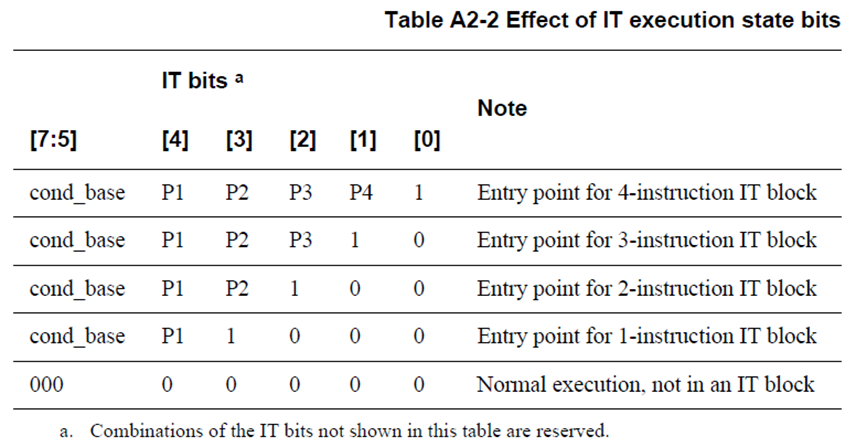 Table A2-2 Effect of IT execution state bits
IT bits a
Note
[7:5] [4] [3] [2] [1] [0]
cond_base P1 P2 P3 P4 1 Entry point for 4-instruction IT block
cond_base P1 P2 P3 1 0 Entry point for 3-instruction IT block
cond_base P1 P2 1 0 0 Entry point for 2-instruction IT block
cond_base P1 1 0 0 0 Entry point for 1-instruction IT block
000 0 0 0 0 0 Normal execution, not in an IT block
a. Combinations of the IT bits not shown in this table are reserved.